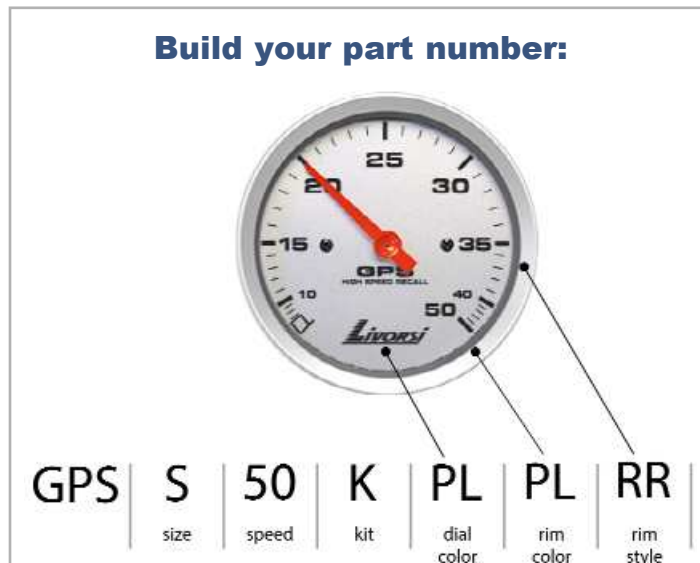 Build your part number:
25
20
30
15
35
GPS
HIGH SPEED RECALL
10
40
50
LIVORSI
GPS S 50 K PL PL RR
size speed kit dial color rim color rim style